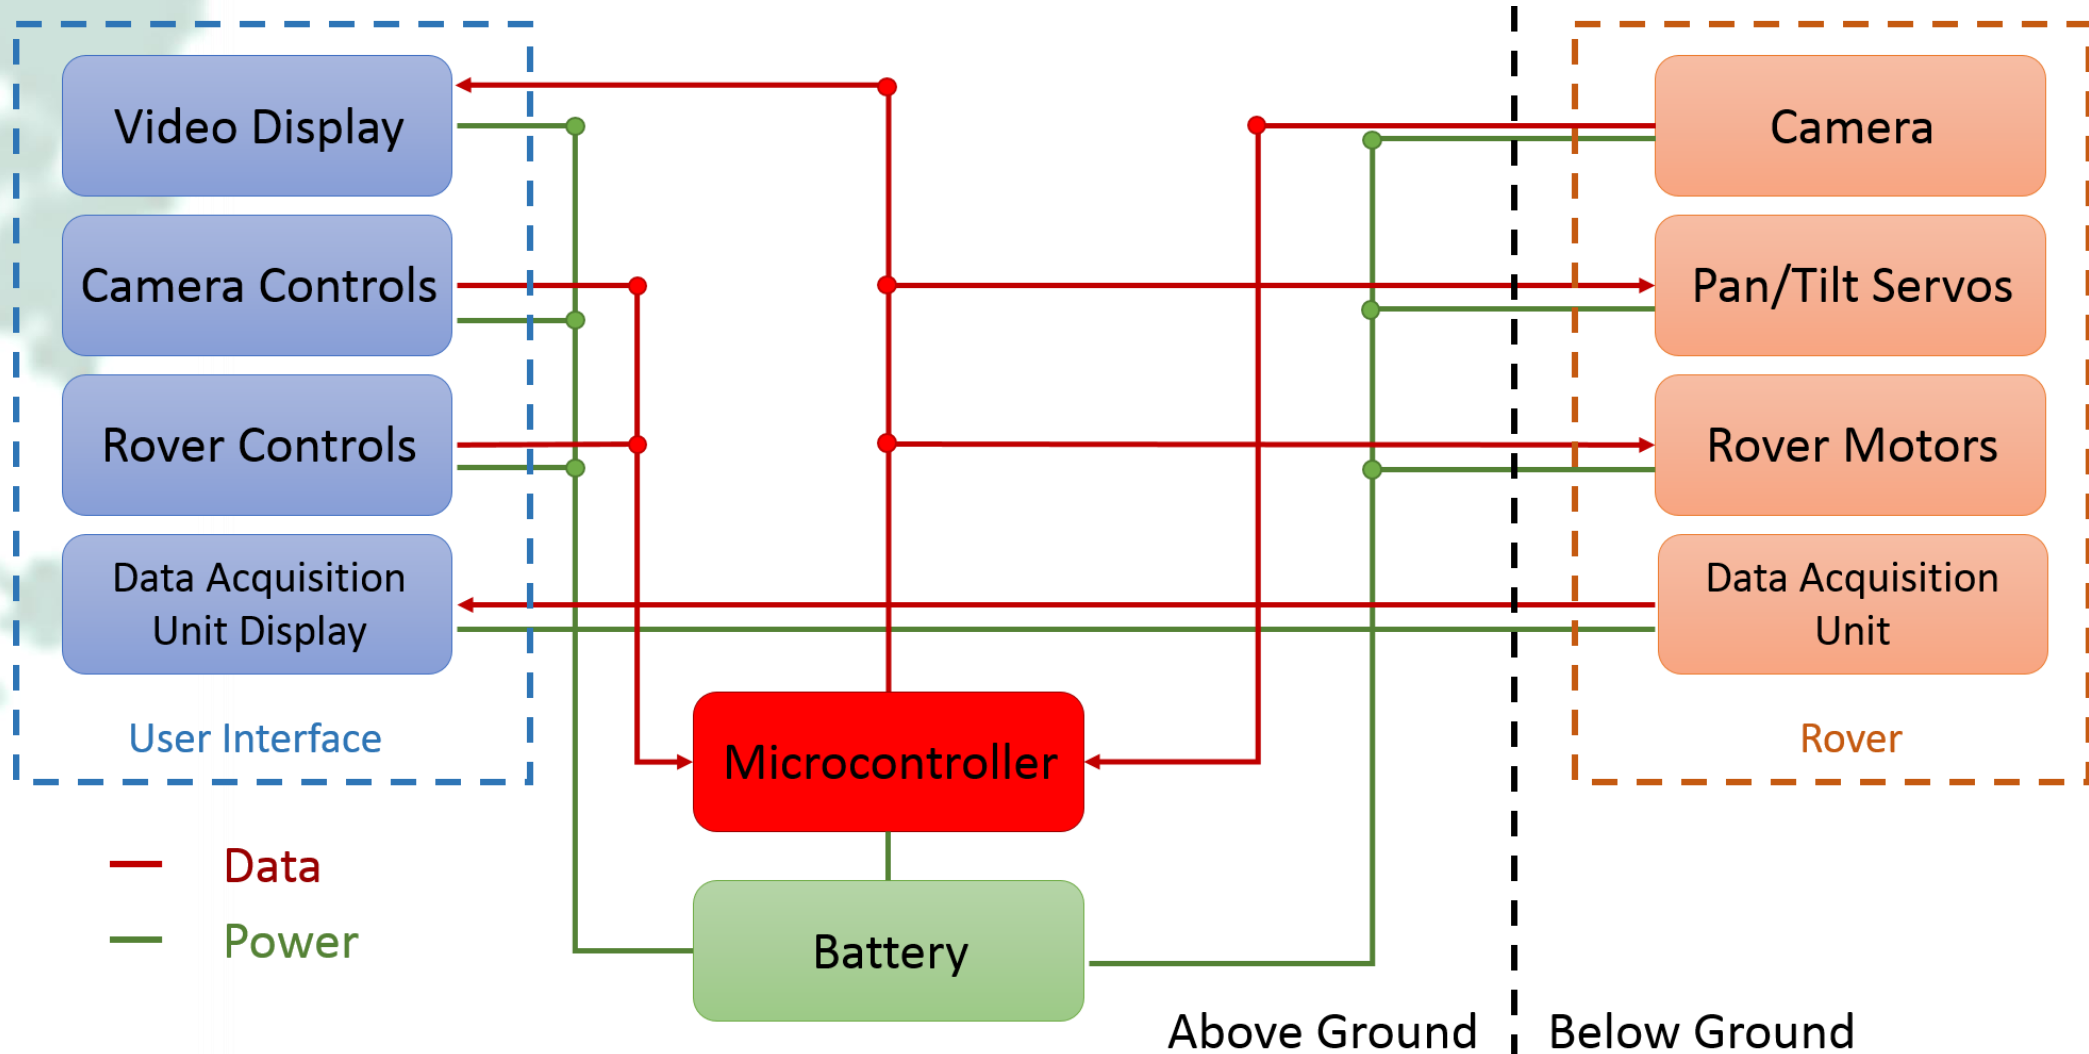 Video Display
Camera Controls
Rover Controls
Data Acquisition
Unit Display
User Interface
Data
Power
Microcontroller
Battery
Camera
Pan/Tilt Servos
Rover Motors
Data Acquisition
Unit
Rover
Above Ground
Below Ground